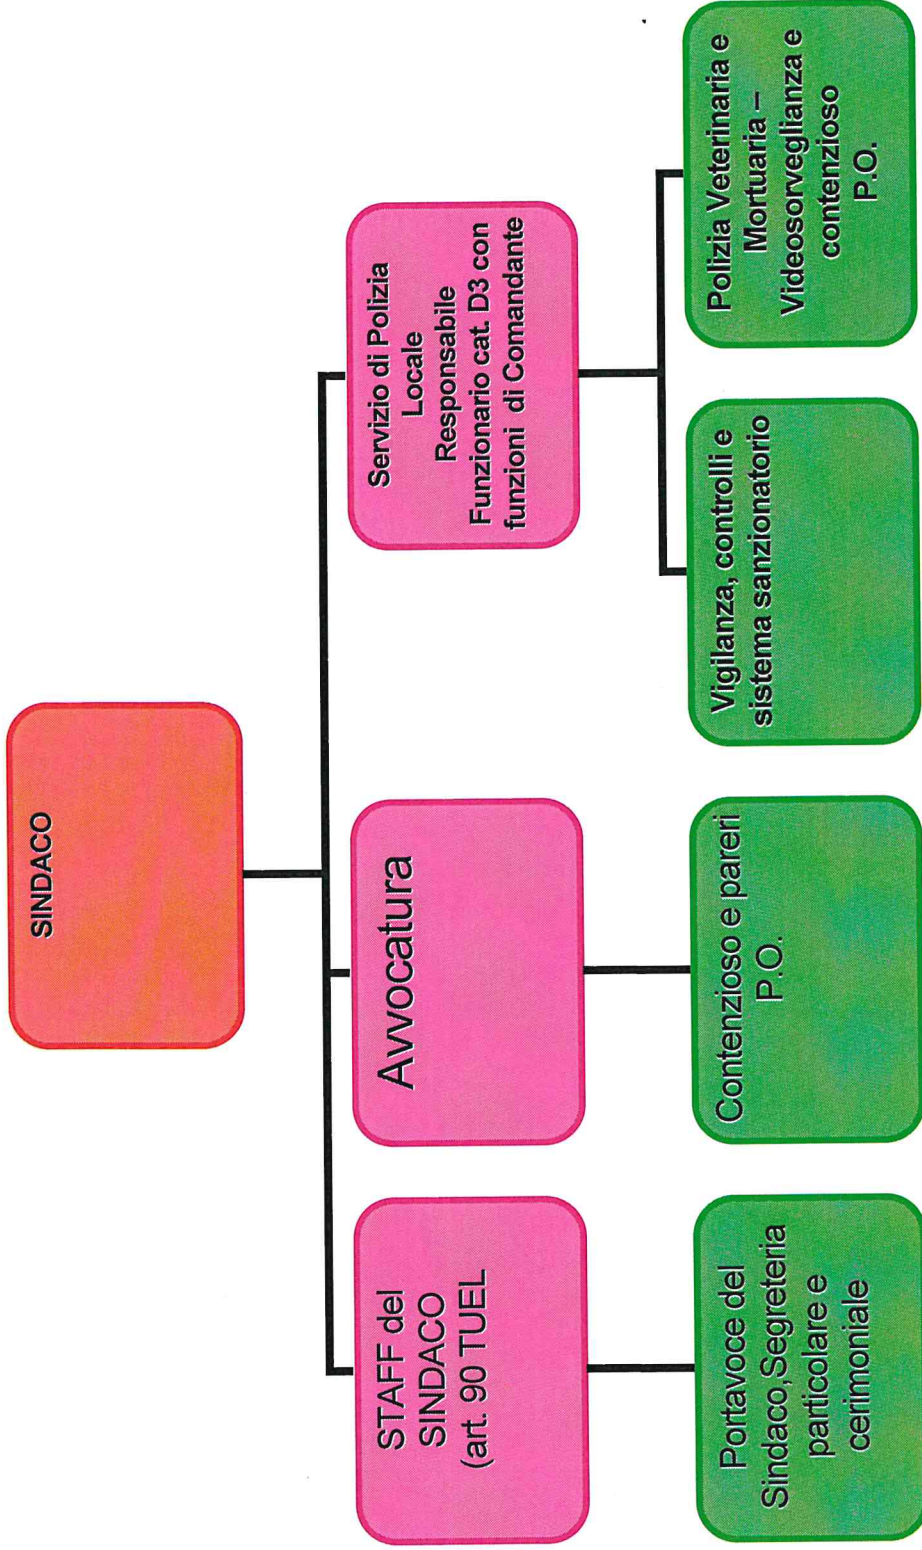 SINDACO
STAFF del
SINDACO
(art. 90 TUEL
Avvocatura
Servizio di Polizia
Locale
Responsabile
Funzionario cat. D3 con
funzioni di Comandante
Portavoce del
Sindaco,Segreteria
particolare e
cerimoniale
Contenzioso e pareri
P.O.
Vigilanza, controlli e
sistema sanzionatorio
Polizia Veterinaria e
Mortuaria –
Videosorveglianza e
contenzioso
P.O.